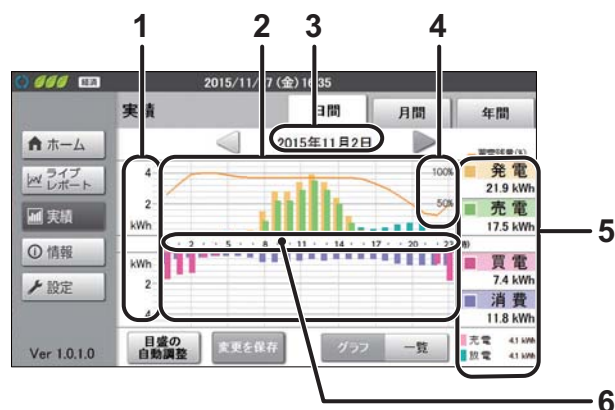 1 2 3 4
経済 2015/11/ 7 (金) 16:35
実績 日間 月間 年間
ホーム
ライブ
レポート
実績
情報
設定
Ver 1.0.1.0
2015年11月2日
4
2
kWh
kWh
2
4
100%
50%
2 5 8 11 14 17 20 23
発電
21.9 kWh
売電
17.5 kWh
買電
7.4 kWh
消費
11.8 kWh
充電 4.1 kWh
放電 4.1 kWh
目盛の
自動調整
変更を保存
グラフ 一覧
5
6